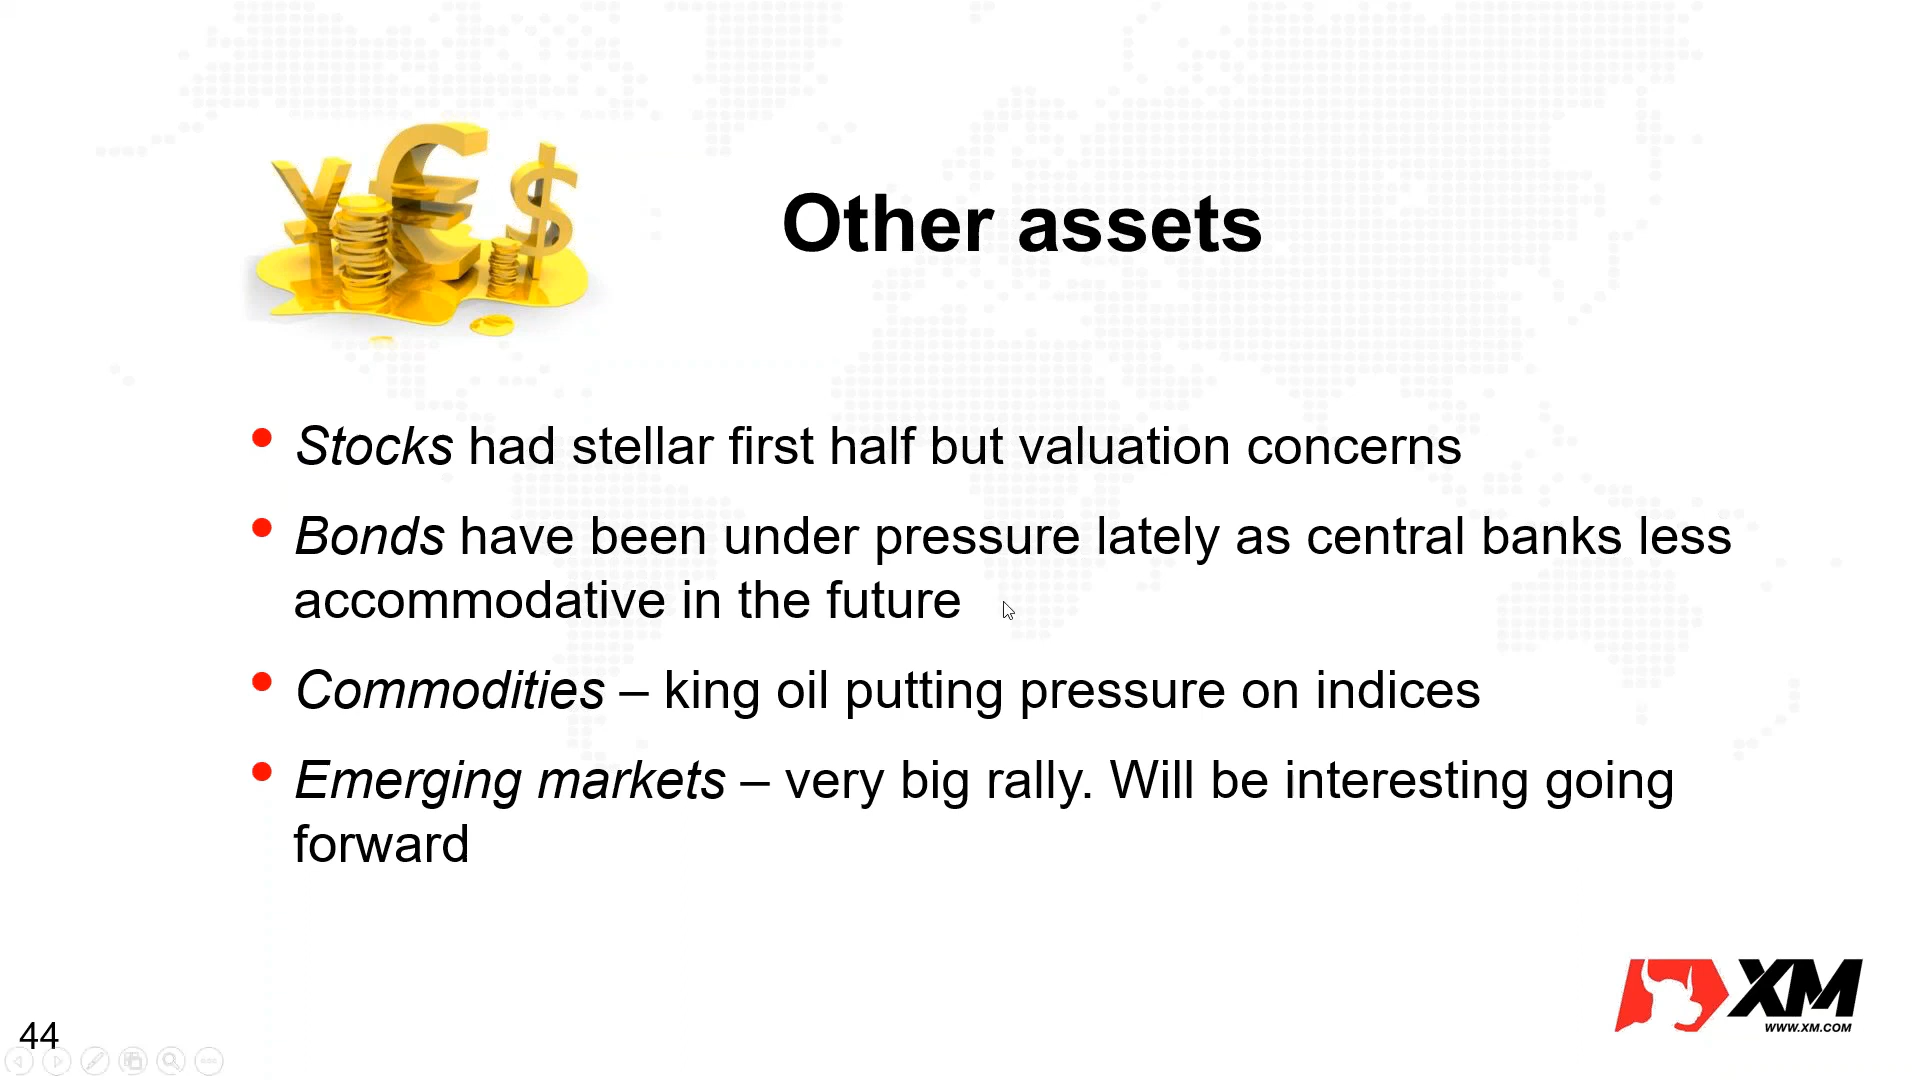 Other assets
• Stocks had stellar first half but valuation concerns
• Bonds have been under pressure lately as central banks less
accommodative in the future
• Commodities – king oil putting pressure on indices
• Emerging markets – very big rally. Will be interesting going
forward
XM
WWW.XM.COM
44